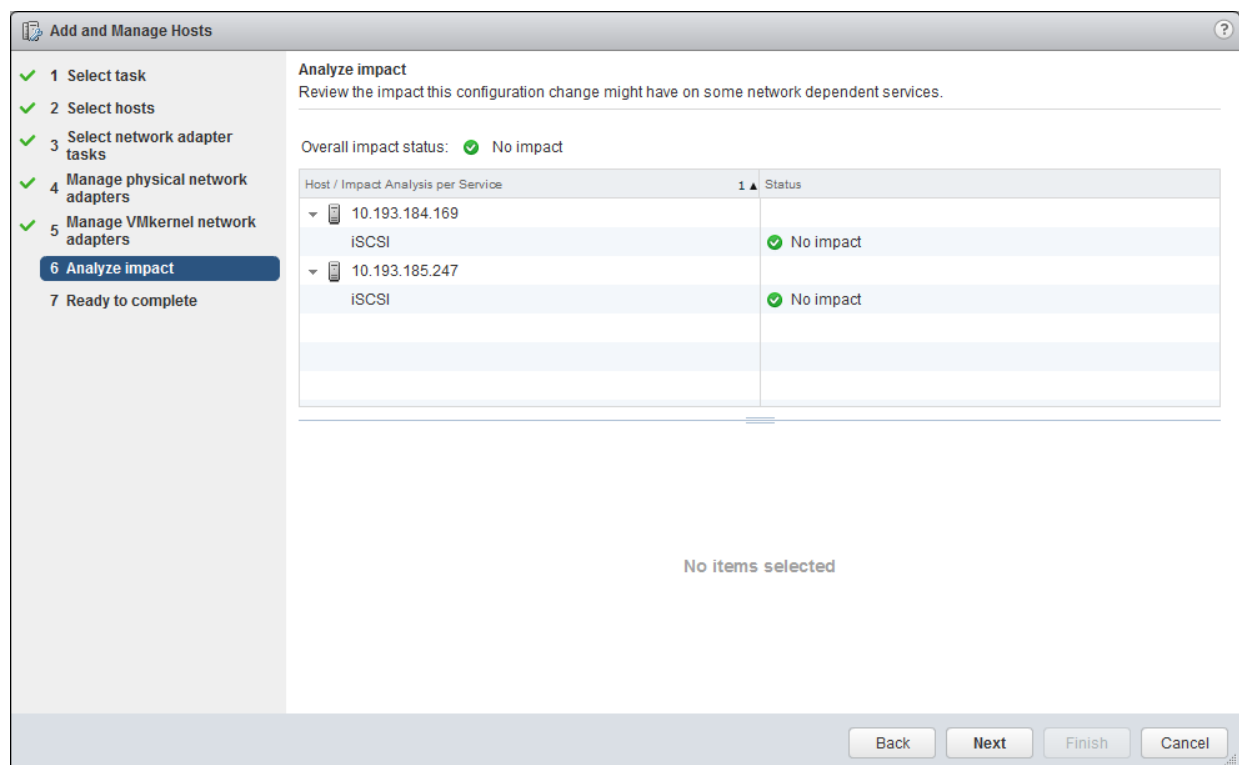 Add and Manage Hosts
?
1 Select task
2 Select hosts
3 Select network adapter
tasks
4 Manage physical network
adapters
5 Manage VMkernel network
adapters
6 Analyze impact
7 Ready to complete
Analyze impact
Review the impact this configuration change might have on some network dependent services.
Overall impact status: No impact
Host / Impact Analysis per Service 1 ▲ Status
10.193.184.169
iSCSI No impact
10.193.185.247
iSCSI No impact
No items selected
Back Next Finish Cancel